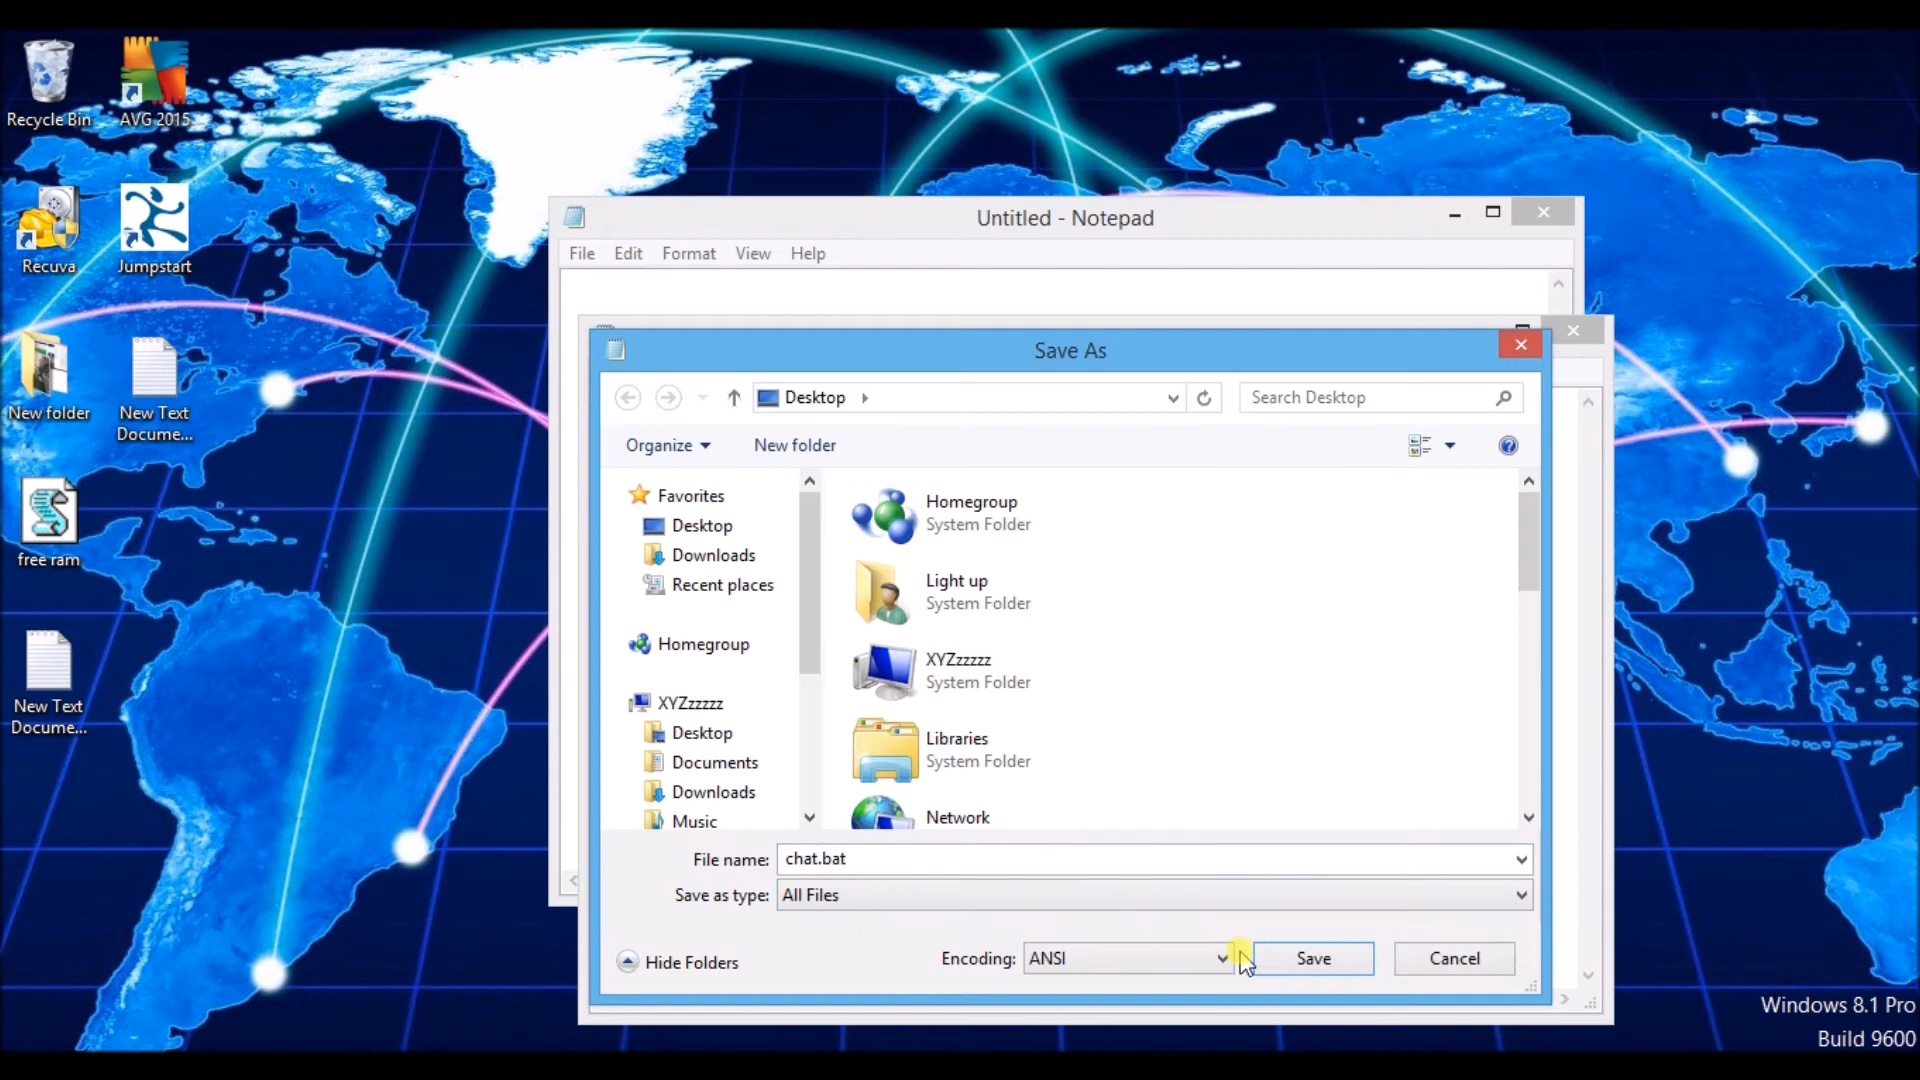 Recycle Bin
AVG 2015
Recuva
Jumpstart
New folder
New Text
Docume...
free ram
New Text
Docume...
Untitled - Notepad
File Edit Format View Help
Save As
Desktop
Search Desktop
Organize
New folder
Favorites
Desktop
Downloads
Recent places
Homegroup
XYZzzzzz
Desktop
Documents
Downloads
Music
Homegroup
System Folder
Light up
System Folder
XYZzzzzz
System Folder
Libraries
System Folder
Network
File name: chat.bat
Save as type: All Files
Hide Folders
Encoding: ANSI
Save
Cancel
Windows 8.1 Pro
Build 9600